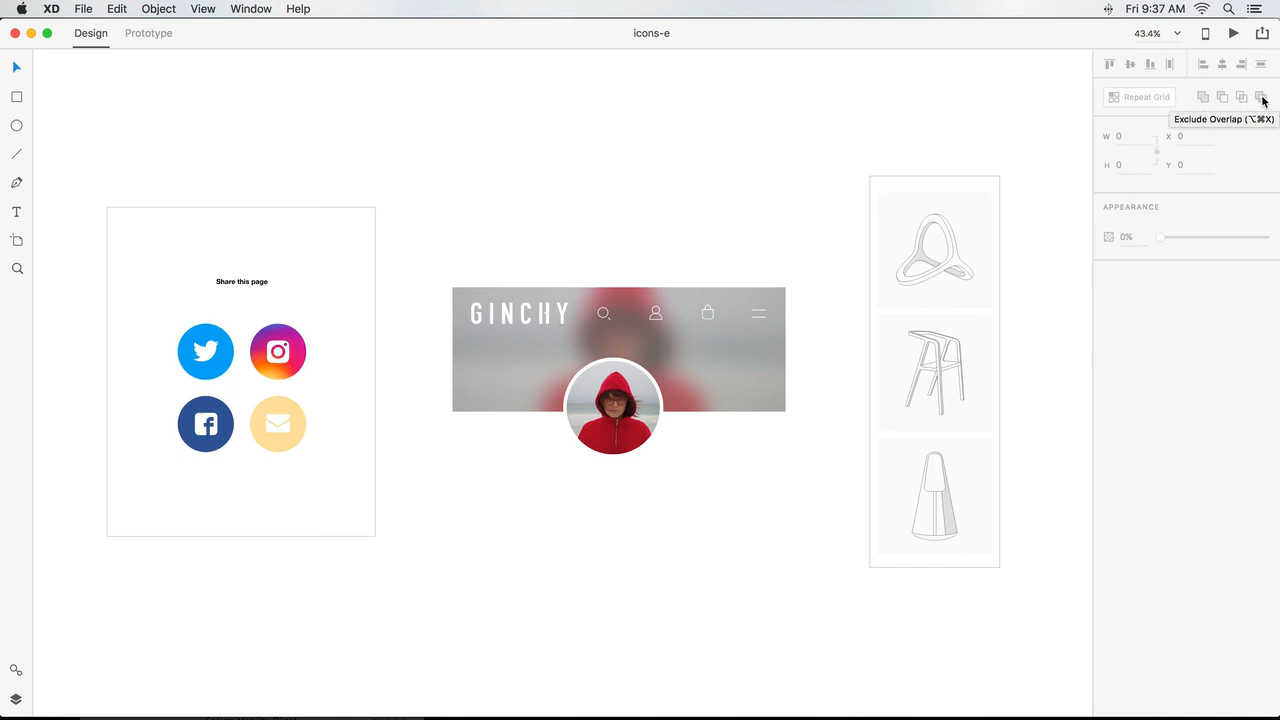 XD File Edit Object View Window Help Fri 9:37 AM
Design Prototype icons-e 43.4%
Repeat Grid
Exclude Overlap (⌥⌘X)
W 0 X 0
H 0 Y 0
APPEARANCE
0%
Share this page
GINCHY